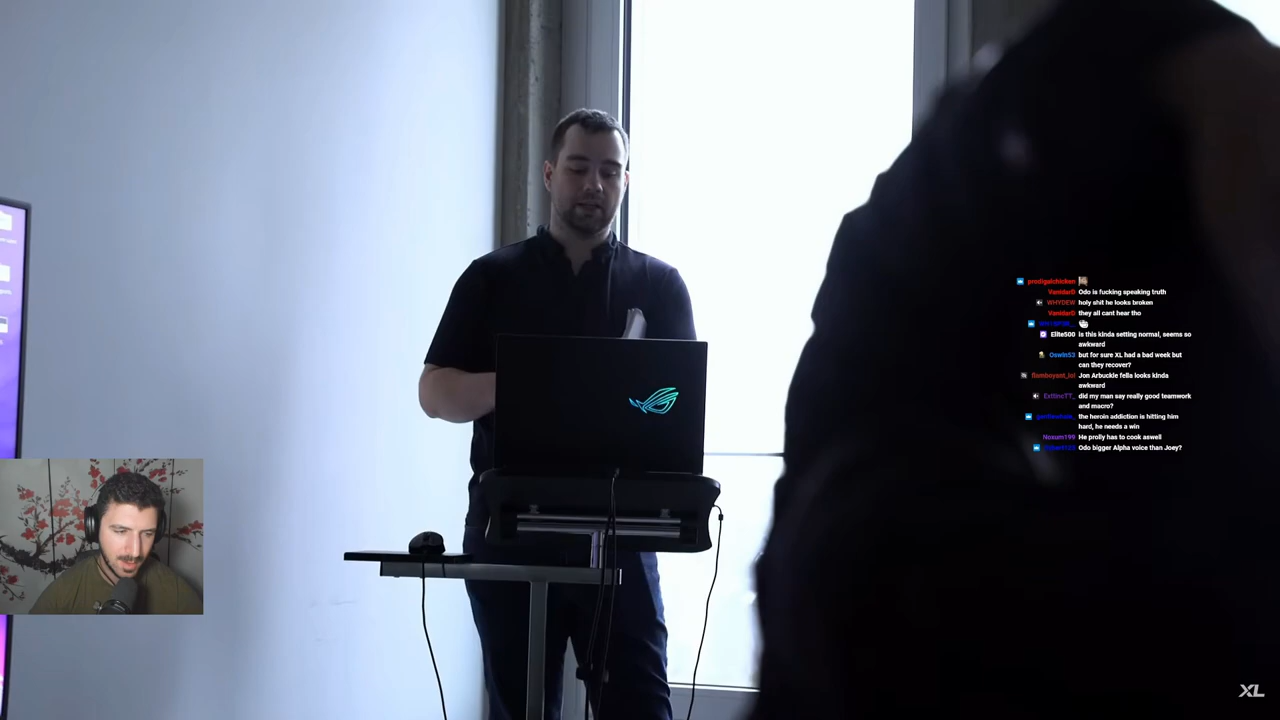 prodigalchicken
VanidarD Odo is fucking speaking truth
WHYDEW holy shit he looks broken
VanidarD they all cant hear tho
Elite500 is this kinda setting normal, seems so
awkward
Oswin53 but for sure XL had a bad week but
can they recover?
flamboyant_lol Jon Arbuckle fella looks kinda
awkward
ExtincTT_ did my man say really good teamwork
and macro?
the heroin addiction is hitting him
hard, he needs a win
Noxum199 He prolly has to cook aswell
Odo bigger Alpha voice than Joey?
XL